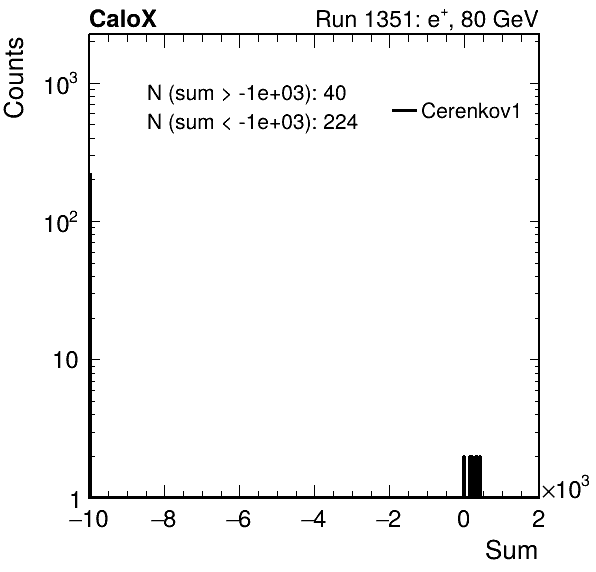 CaloX Run 1351: e⁺, 80 GeV
Counts
N (sum > -1e+03): 40
N (sum < -1e+03): 224
Cerenkov1
10³
10²
10
1
−10 −8 −6 −4 −2 0 2
×10³
Sum